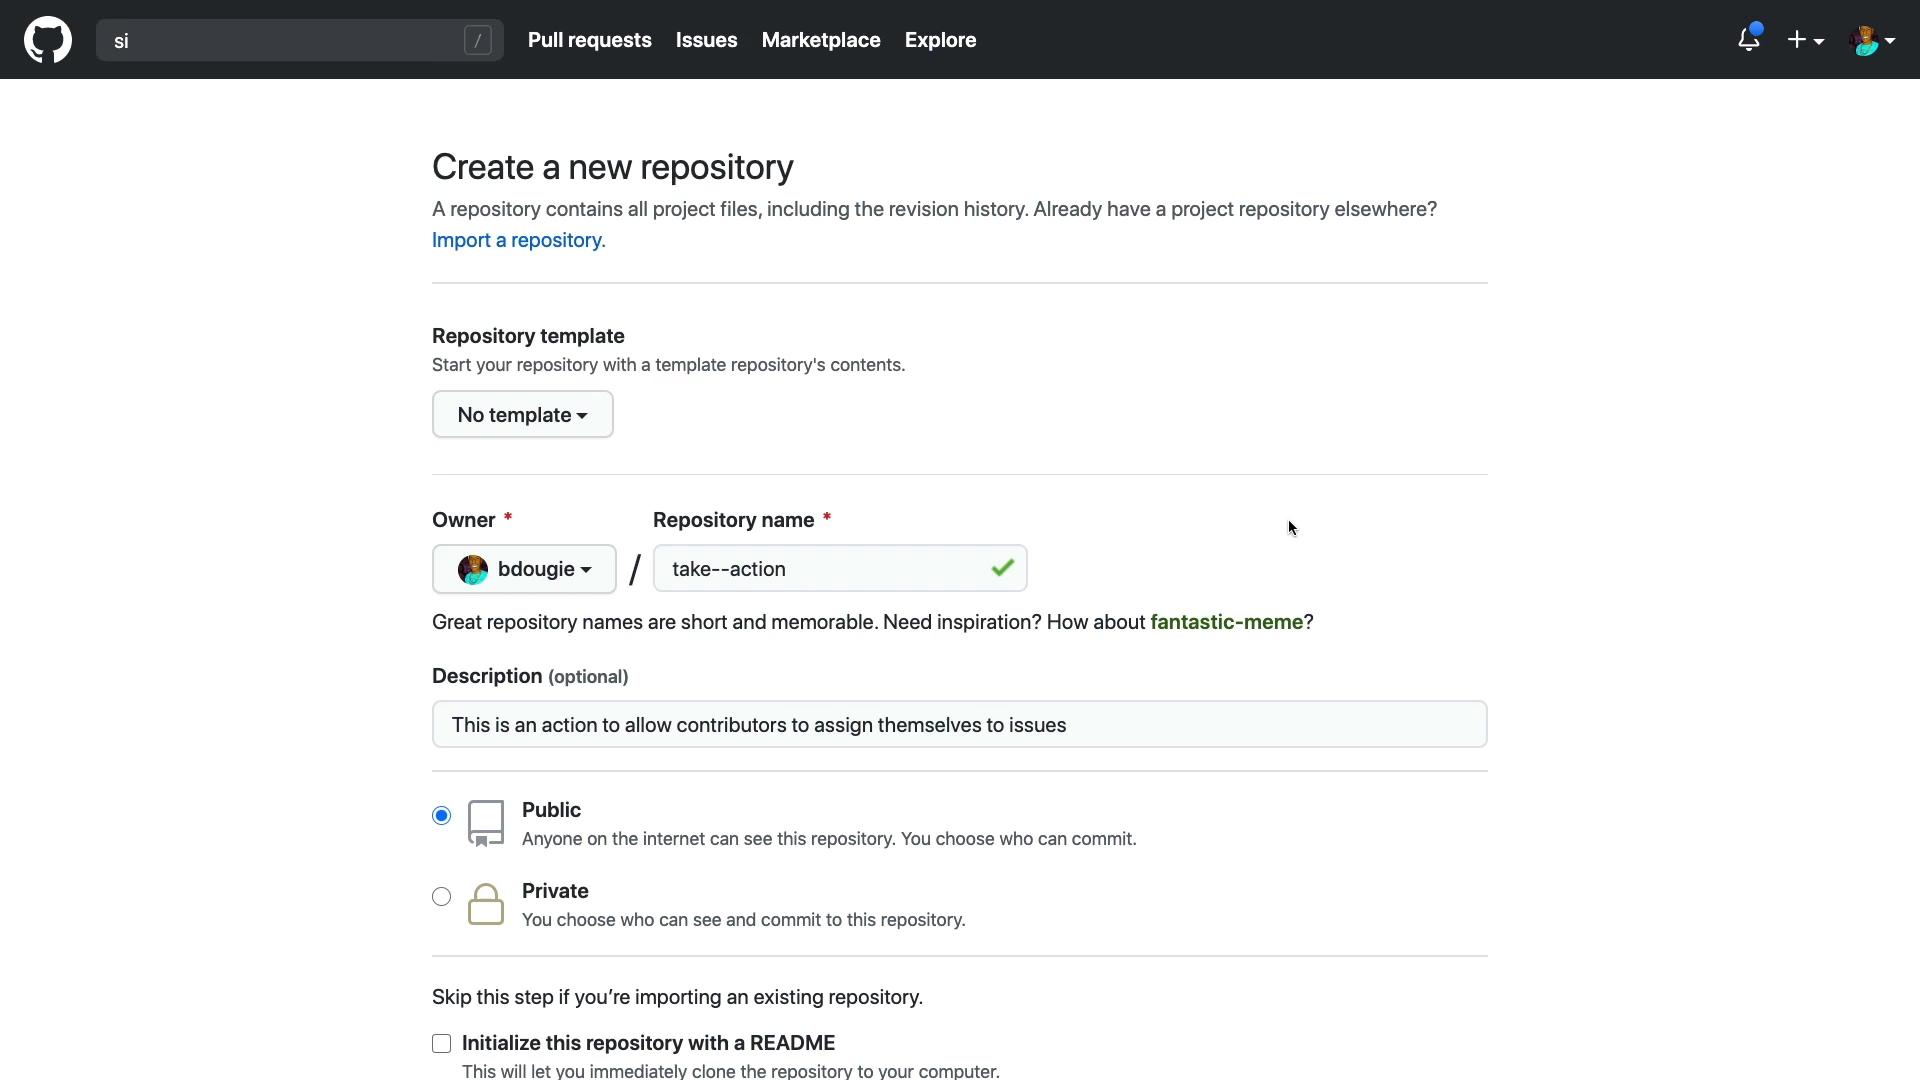 si / Pull requests Issues Marketplace Explore
Create a new repository
A repository contains all project files, including the revision history. Already have a project repository elsewhere?
Import a repository.
Repository template
Start your repository with a template repository's contents.
No template
Owner * Repository name *
bdougie / take--action
Great repository names are short and memorable. Need inspiration? How about fantastic-meme?
Description (optional)
This is an action to allow contributors to assign themselves to issues
Public
Anyone on the internet can see this repository. You choose who can commit.
Private
You choose who can see and commit to this repository.
Skip this step if you’re importing an existing repository.
Initialize this repository with a README
This will let you immediately clone the repository to your computer.